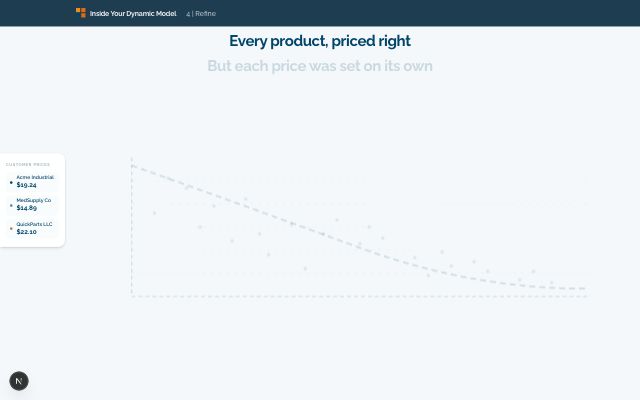 Inside Your Dynamic Model 4 | Refine
Every product, priced right
But each price was set on its own
CUSTOMER PRICES
Acme Industrial
$19.24
MedSupply Co
$14.89
QuickParts LLC
$22.10
N